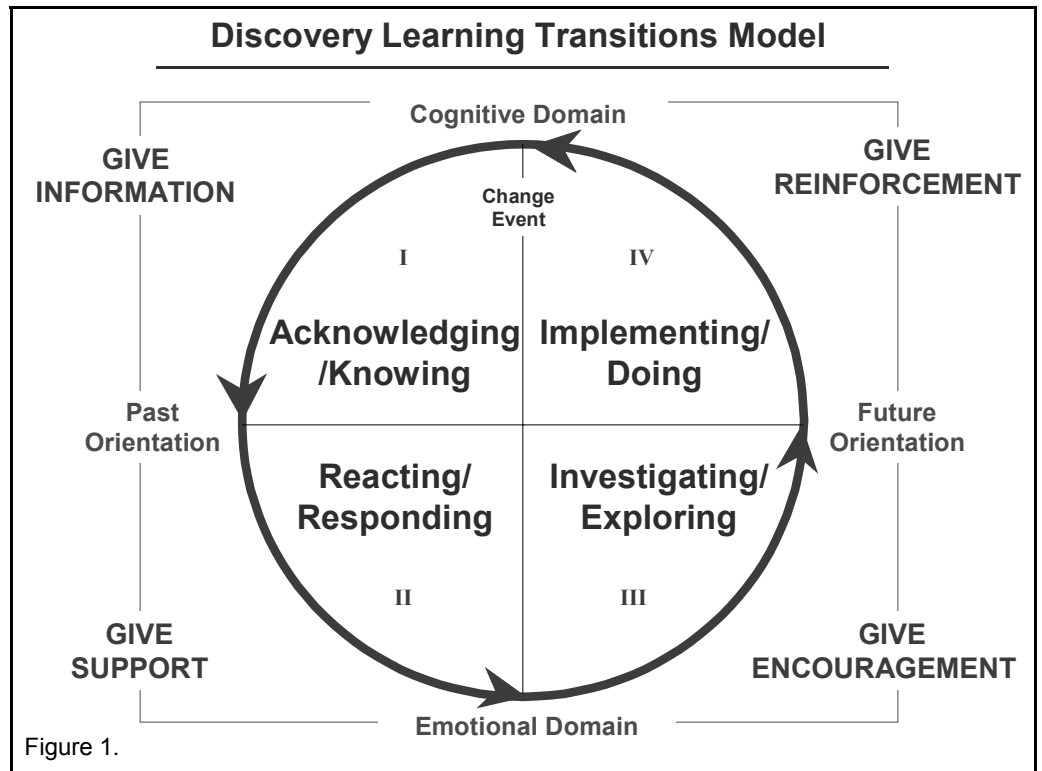 Discovery Learning Transitions Model
Cognitive Domain
GIVE
INFORMATION
GIVE
REINFORCEMENT
Change
Event
I
IV
Acknowledging
/Knowing
Implementing/
Doing
Past
Orientation
Future
Orientation
Reacting/
Responding
Investigating/
Exploring
II
III
GIVE
SUPPORT
GIVE
ENCOURAGEMENT
Emotional Domain
Figure 1.